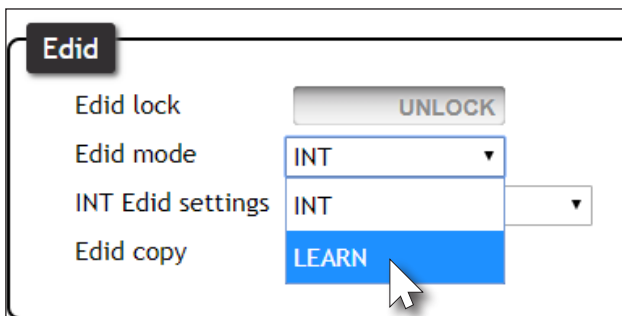 Edid
Edid lock UNLOCK
Edid mode INT
INT Edid settings INT
Edid copy LEARN